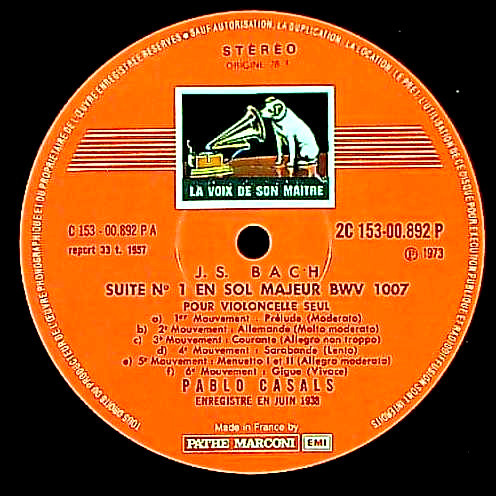 TOUS DROITS DU PRODUCTEUR DE L'ŒUVRE PHONOGRAPHIQUE ET DU PROPRIETAIRE DE L'ŒUVRE ENREGISTREE RESERVES ● SAUF AUTORISATION, LA DUPLICATION, LA LOCATION, LE PRET, L'UTILISATION DE CE DISQUE POUR EXECUTION PUBLIQUE ET RADIODIFFUSION SONT INTERDITS
STÉRÉO
ORIGINE 78 T
LA VOIX DE SON MAITRE
C 153 - 00.892 P A
2C 153-00.892 P
report 33 t. 1957
Ⓟ 1973
J. S. BACH
SUITE N° 1 EN SOL MAJEUR BWV 1007
POUR VIOLONCELLE SEUL
a) 1er Mouvement : Prélude (Moderato)
b) 2e Mouvement : Allemande (Molto moderato)
c) 3e Mouvement : Courante (Allegro non troppo)
d) 4e Mouvement : Sarabande (Lento)
e) 5e Mouvement : Menuetto I et II (Allegro moderato)
f) 6e Mouvement : Gigue (Vivace)
PABLO CASALS
ENREGISTRE EN JUIN 1938
Made in France by
PATHE MARCONI EMI